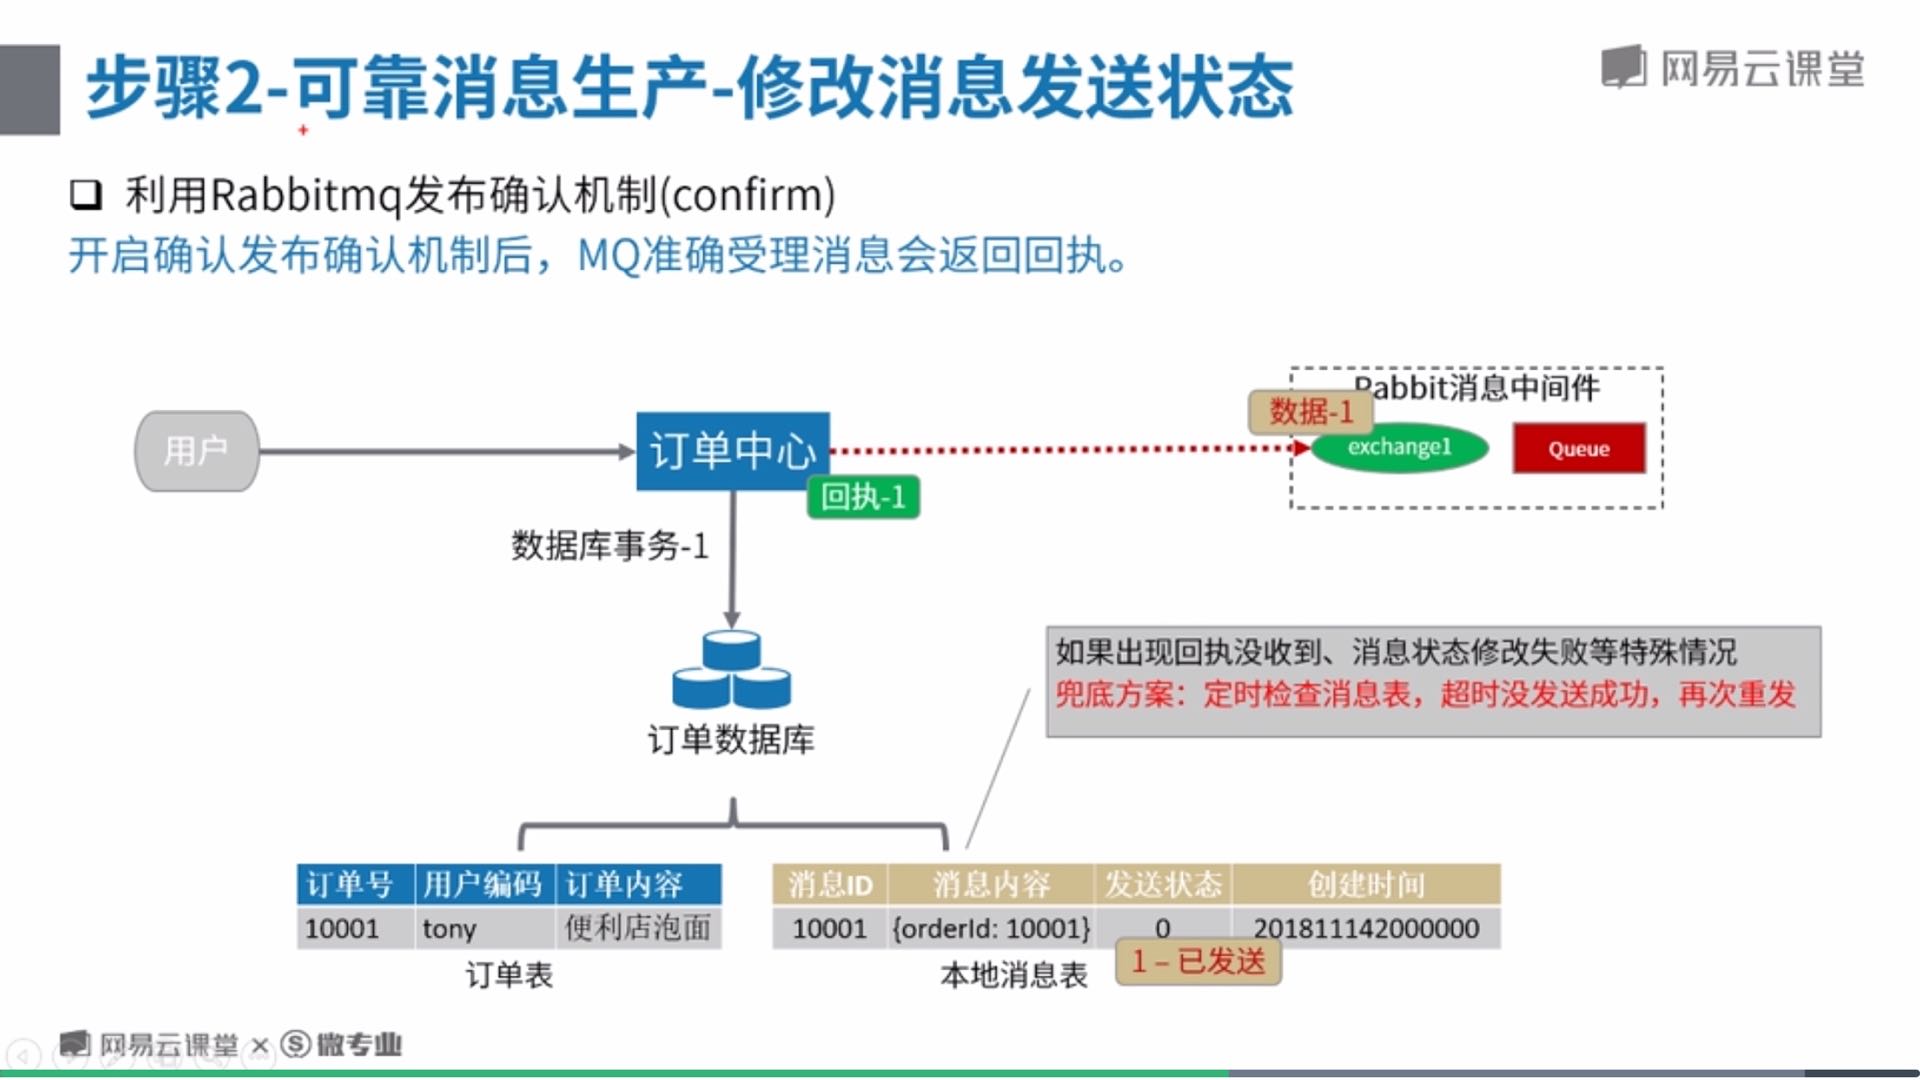 步骤2-可靠消息生产-修改消息发送状态
网易云课堂
利用Rabbitmq发布确认机制(confirm)
开启确认发布确认机制后，MQ准确受理消息会返回回执。
Rabbit消息中间件
数据-1
用户
订单中心
exchange1
Queue
回执-1
数据库事务-1
如果出现回执没收到、消息状态修改失败等特殊情况
兜底方案：定时检查消息表，超时没发送成功，再次重发
订单数据库
订单号 用户编码 订单内容
10001 tony 便利店泡面
订单表
消息ID 消息内容 发送状态 创建时间
10001 {orderId: 10001} 0 201811142000000
1 – 已发送
本地消息表
网易云课堂 × 微专业